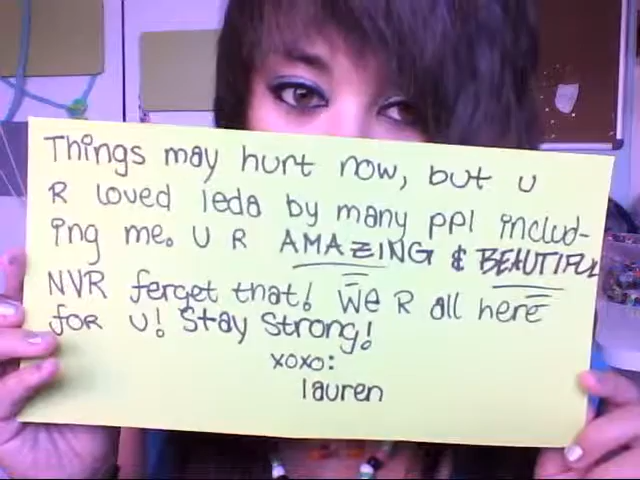 Things may hurt now, but u
R loved leda by many ppl includ-
ing me. U R AMAZING & BEAUTIFUL
NVR ferget that! We R all here
for u! Stay Strong!
xoxo:
lauren